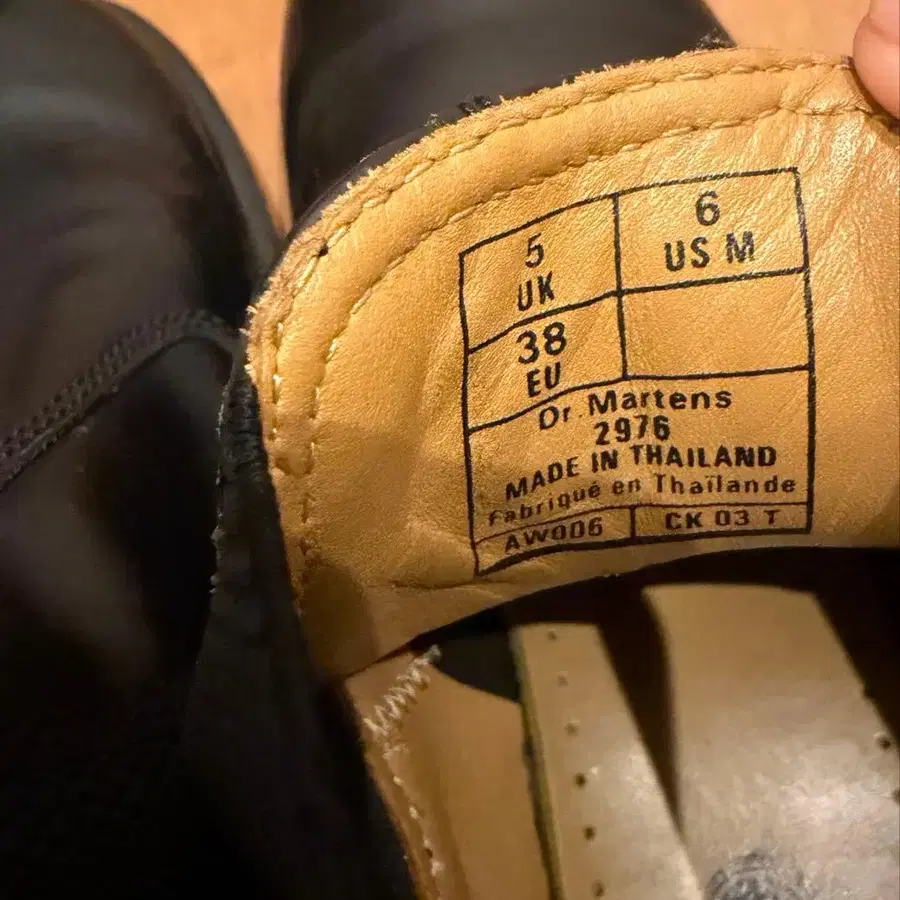 5
UK
6
US M
38
EU
Dr. Martens
2976
MADE IN THAILAND
Fabriqué en Thaïlande
AW006
CK 03 T